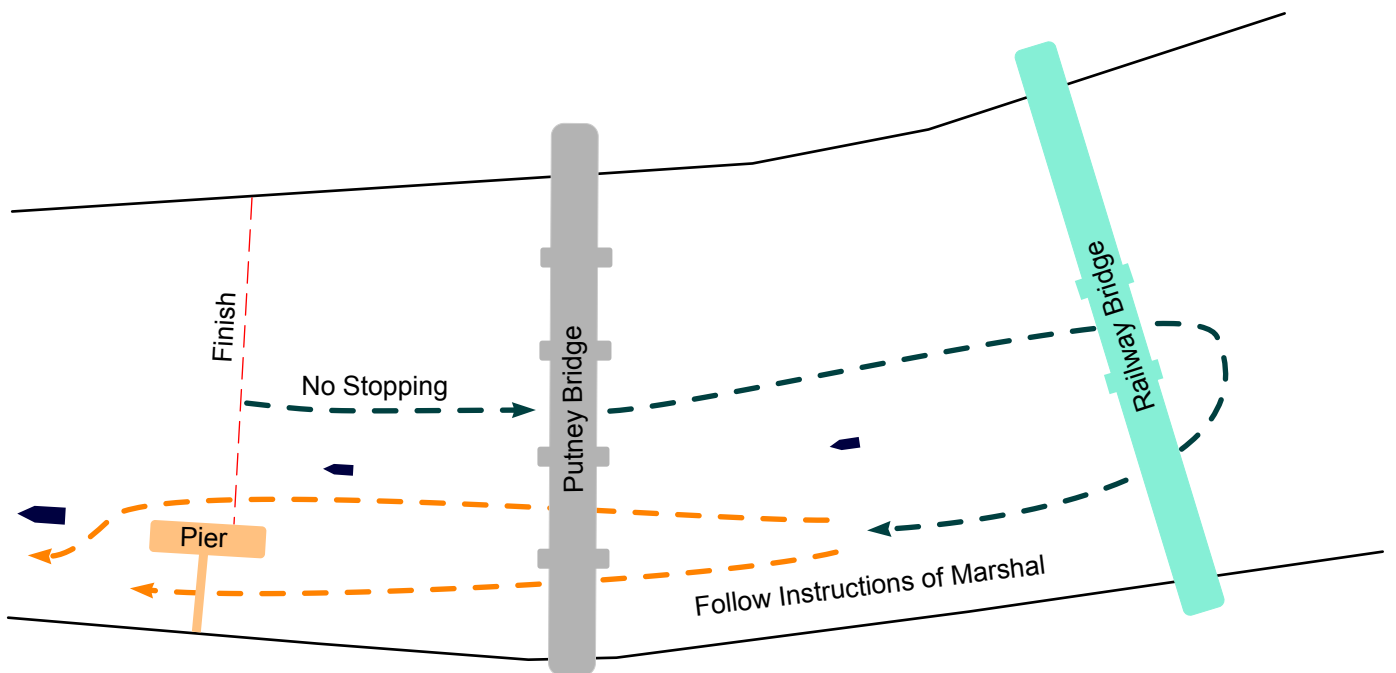 Finish
No Stopping
Putney Bridge
Railway Bridge
Pier
Follow Instructions of Marshal